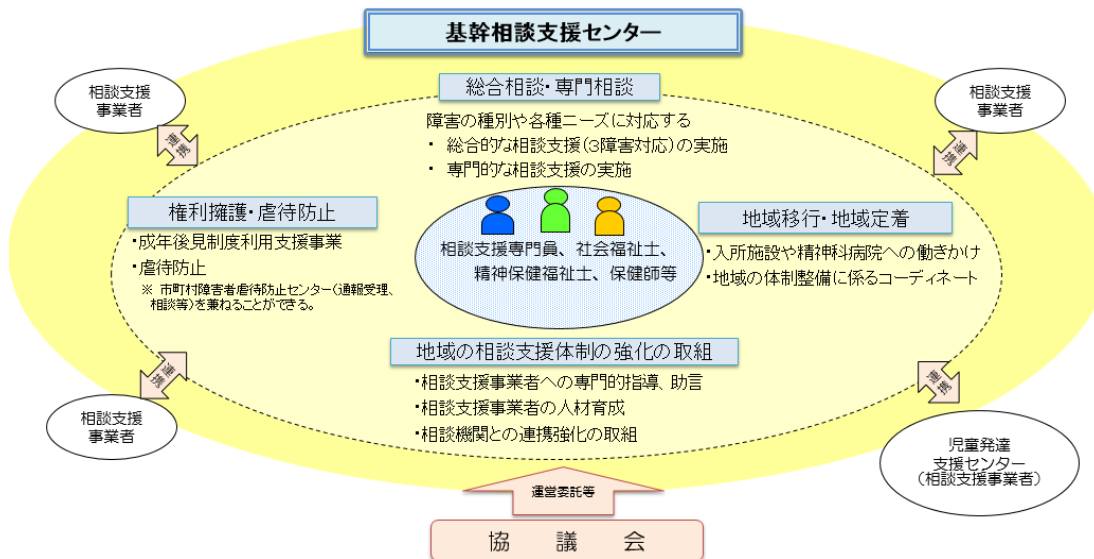 基幹相談支援センター
相談支援
事業者
連携
相談支援
事業者
連携
総合相談・専門相談
障害の種別や各種ニーズに対応する
・ 総合的な相談支援(3障害対応)の実施
・ 専門的な相談支援の実施
権利擁護・虐待防止
・成年後見制度利用支援事業
・虐待防止
※ 市町村障害者虐待防止センター(通報受理、
相談等)を兼ねることができる。
相談支援専門員、社会福祉士、
精神保健福祉士、保健師等
地域移行・地域定着
・入所施設や精神科病院への働きかけ
・地域の体制整備に係るコーディネート
地域の相談支援体制の強化の取組
・相談支援事業者への専門的指導、助言
・相談支援事業者の人材育成
・相談機関との連携強化の取組
連携
相談支援
事業者
連携
児童発達
支援センター
(相談支援事業者)
運営委託等
協 議 会